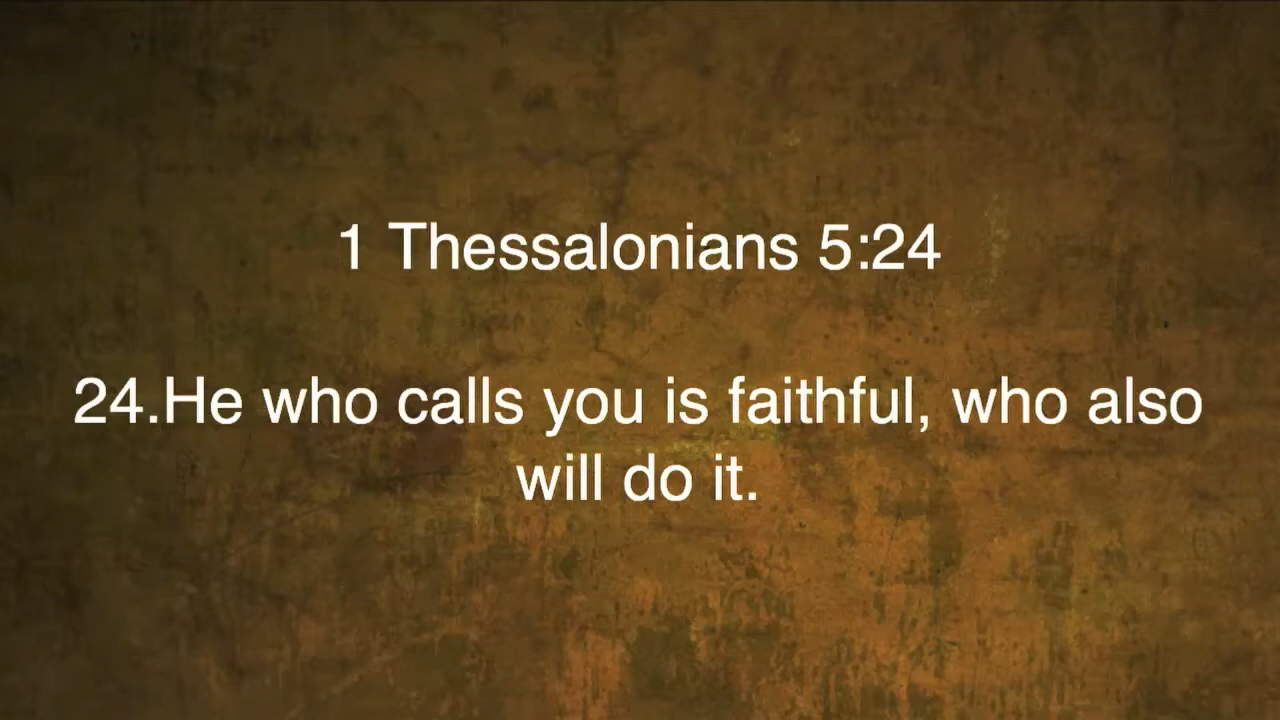 1 Thessalonians 5:24
24.He who calls you is faithful, who also
will do it.